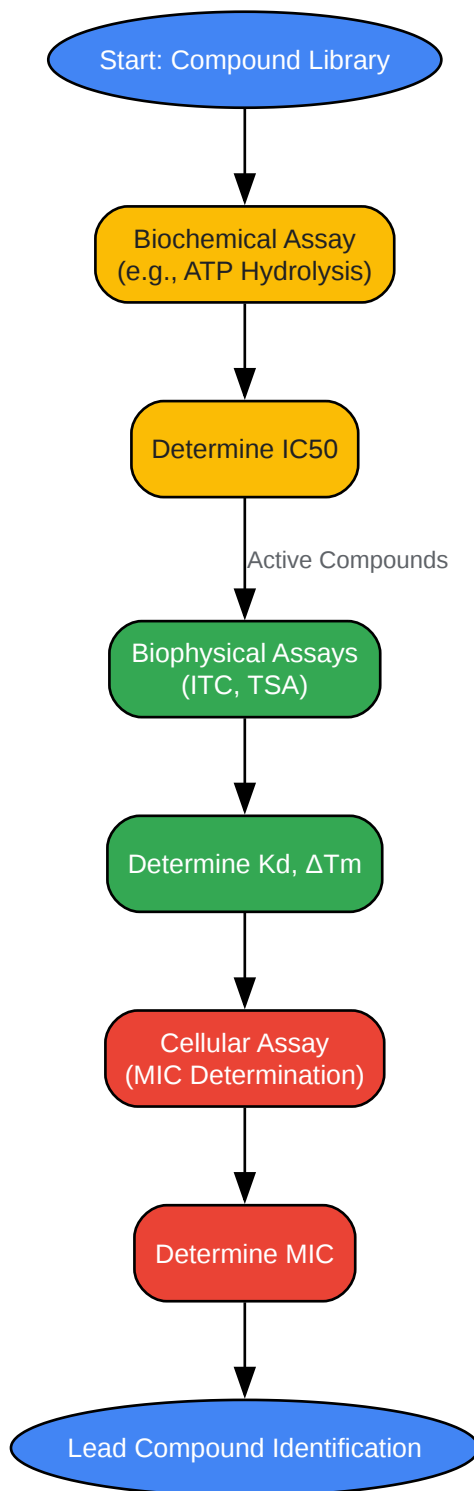 Start: Compound Library
Biochemical Assay
(e.g., ATP Hydrolysis)
Determine IC50
Active Compounds
Biophysical Assays
(ITC, TSA)
Determine Kd, ΔTm
Cellular Assay
(MIC Determination)
Determine MIC
Lead Compound Identification